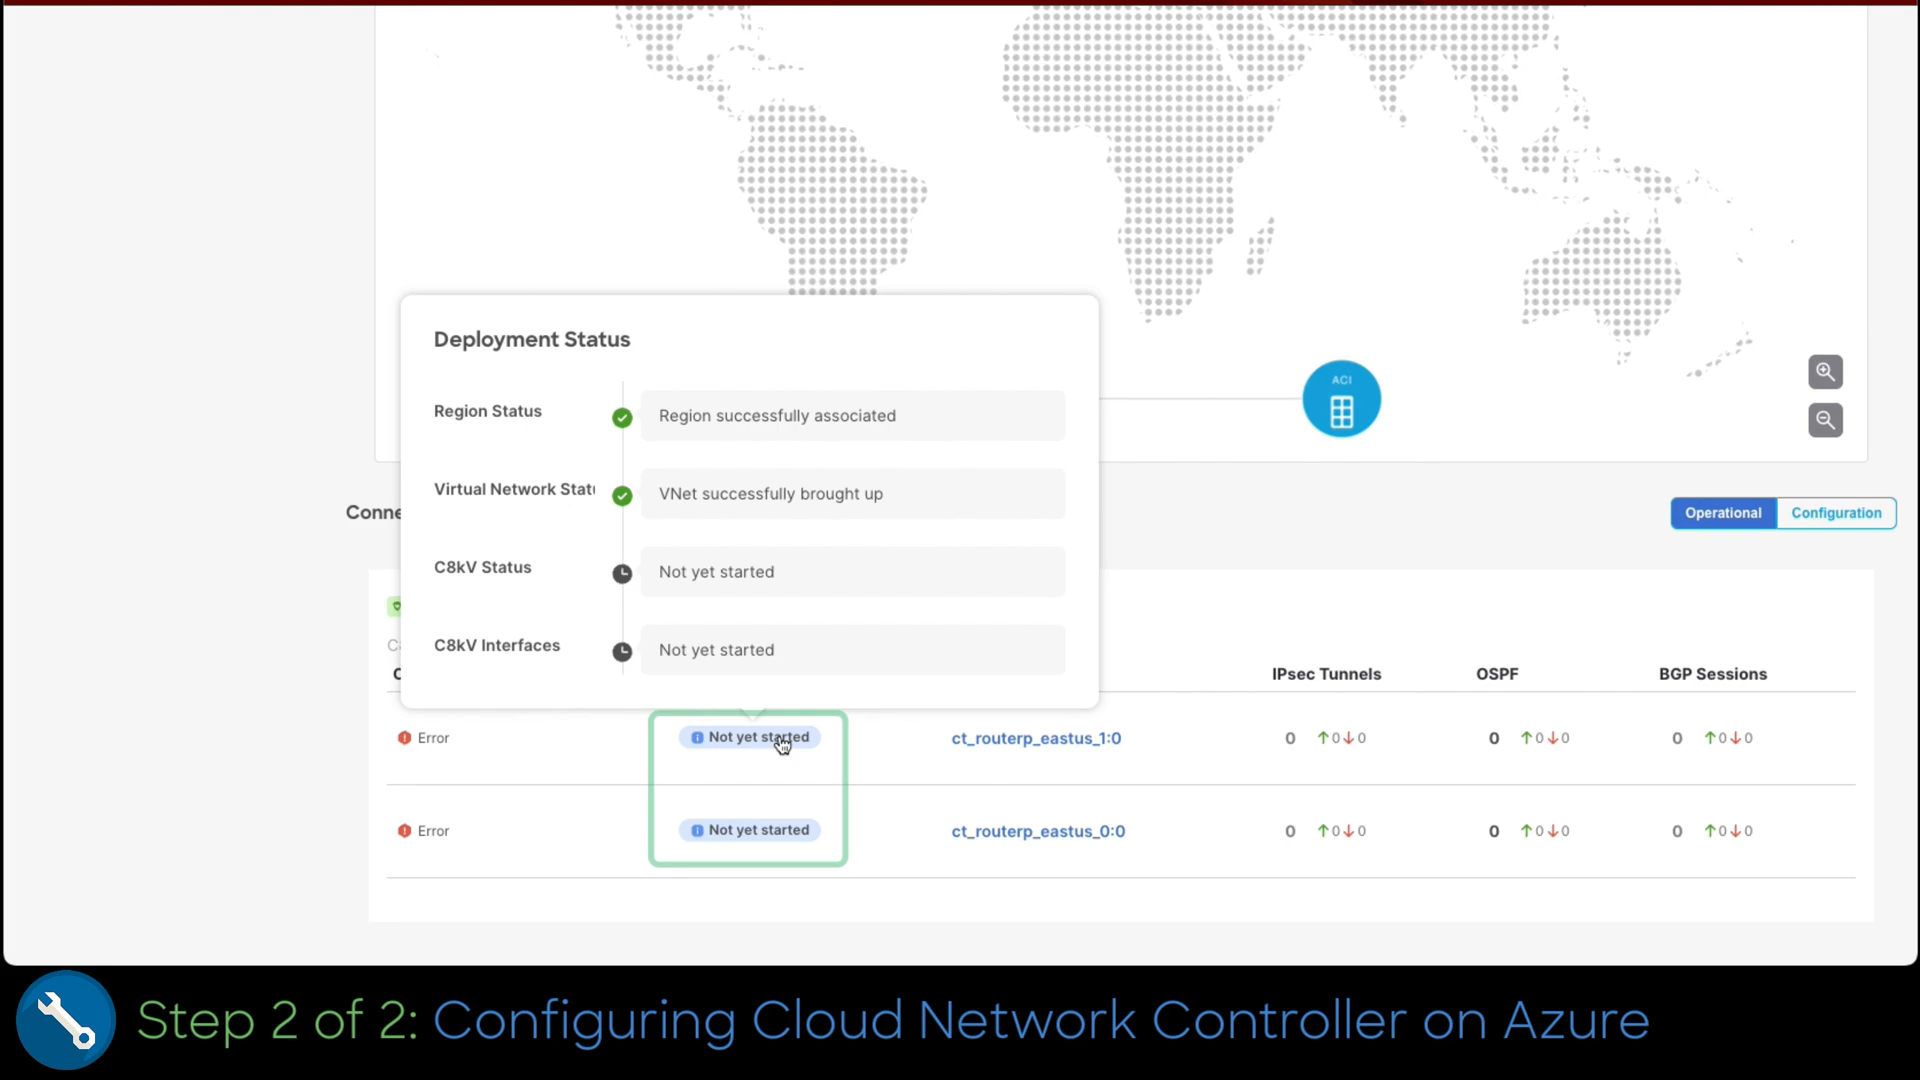 ACI
Deployment Status
Region Status
Region successfully associated
Virtual Network Stat
VNet successfully brought up
C8kV Status
Not yet started
C8kV Interfaces
Not yet started
Conne
Operational
Configuration
IPsec Tunnels
OSPF
BGP Sessions
Error
Not yet started
ct_routerp_eastus_1:0
0 ↑0↓0
0 ↑0↓0
0 ↑0↓0
Error
Not yet started
ct_routerp_eastus_0:0
0 ↑0↓0
0 ↑0↓0
0 ↑0↓0
Step 2 of 2: Configuring Cloud Network Controller on Azure